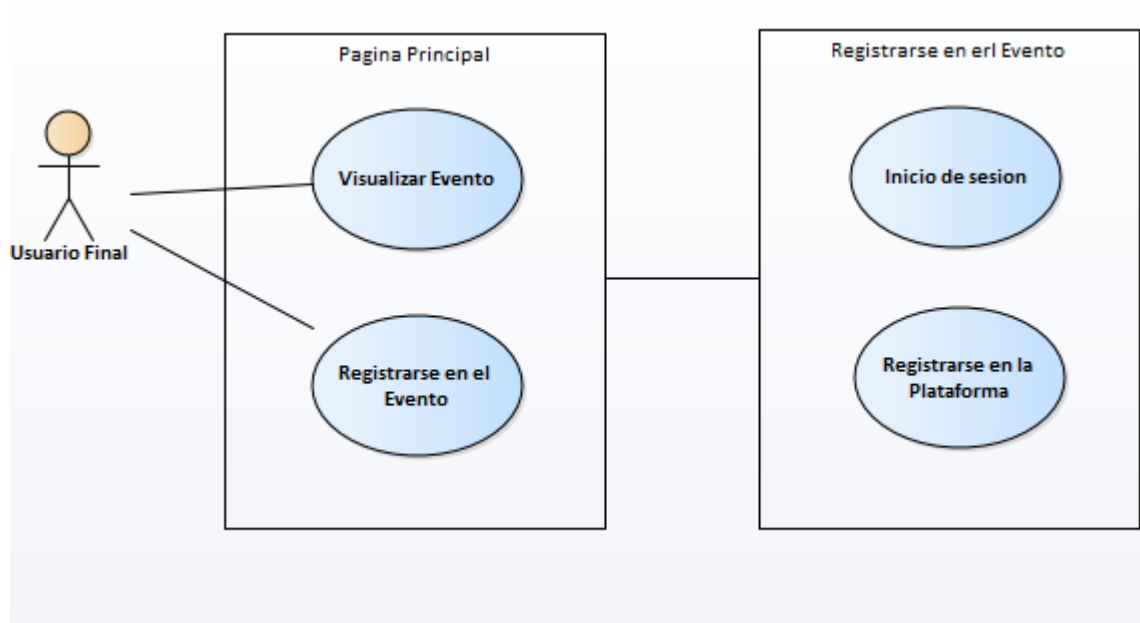 Pagina Principal
Registrarse en erl Evento
Visualizar Evento
Inicio de sesion
Usuario Final
Registrarse en el
Evento
Registrarse en la
Plataforma